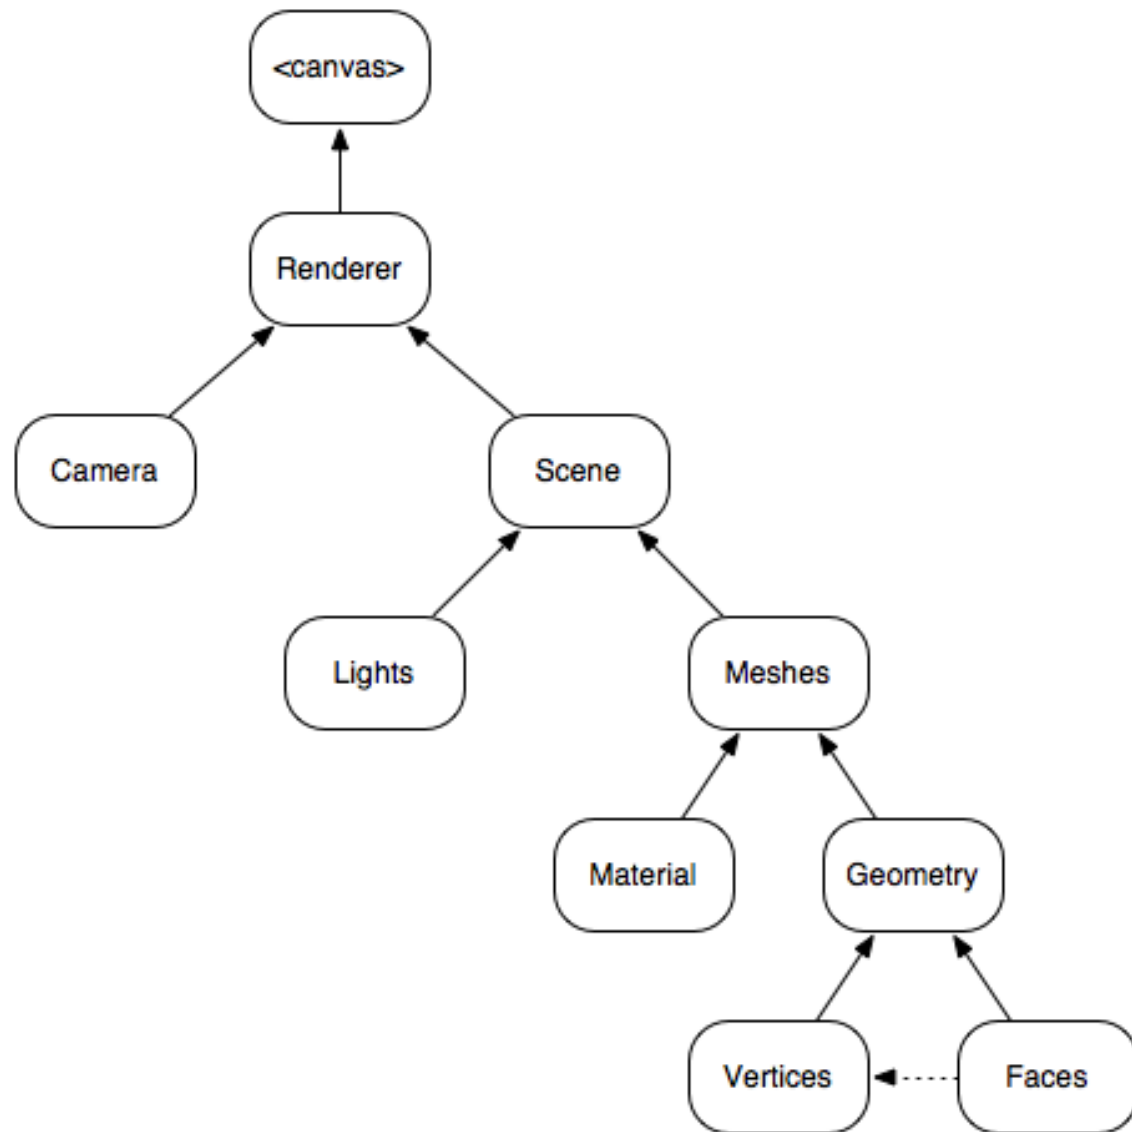 <canvas>
Renderer
Camera
Scene
Lights
Meshes
Material
Geometry
Vertices
Faces